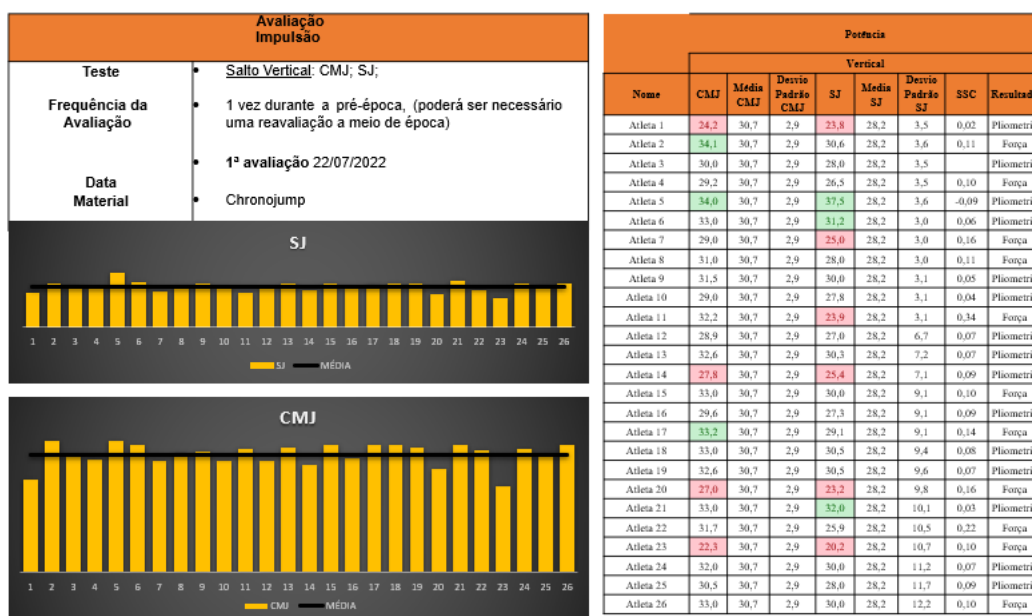 Avaliação
Impulsão
Teste
• Salto Vertical: CMJ; SJ;
Frequência da
Avaliação
• 1 vez durante a pré-época, (poderá ser necessário
uma reavaliação a meio de época)
• 1ª avaliação 22/07/2022
Data
Material
• Chronojump
SJ
1 2 3 4 5 6 7 8 9 10 11 12 13 14 15 16 17 18 19 20 21 22 23 24 25 26
SJ MÉDIA
CMJ
1 2 3 4 5 6 7 8 9 10 11 12 13 14 15 16 17 18 19 20 21 22 23 24 25 26
CMJ MÉDIA
Potência
Vertical
Nome CMJ Média CMJ Desvio Padrão CMJ SJ Media SJ Desvio Padrão SJ SSC Resultad
Atleta 1 24,2 30,7 2,9 23,8 28,2 3,5 0,02 Pliometri
Atleta 2 34,1 30,7 2,9 30,6 28,2 3,6 0,11 Força
Atleta 3 30,0 30,7 2,9 28,0 28,2 3,5 Pliometri
Atleta 4 29,2 30,7 2,9 26,5 28,2 3,5 0,10 Força
Atleta 5 34,0 30,7 2,9 37,5 28,2 3,6 -0,09 Pliometri
Atleta 6 33,0 30,7 2,9 31,2 28,2 3,0 0,06 Pliometri
Atleta 7 29,0 30,7 2,9 25,0 28,2 3,0 0,16 Força
Atleta 8 31,0 30,7 2,9 28,0 28,2 3,0 0,11 Força
Atleta 9 31,5 30,7 2,9 30,0 28,2 3,1 0,05 Pliometri
Atleta 10 29,0 30,7 2,9 27,8 28,2 3,1 0,04 Pliometri
Atleta 11 32,2 30,7 2,9 23,9 28,2 3,1 0,34 Força
Atleta 12 28,9 30,7 2,9 27,0 28,2 6,7 0,07 Pliometri
Atleta 13 32,6 30,7 2,9 30,3 28,2 7,2 0,07 Pliometri
Atleta 14 27,8 30,7 2,9 25,4 28,2 7,1 0,09 Pliometri
Atleta 15 33,0 30,7 2,9 30,0 28,2 9,1 0,10 Força
Atleta 16 29,6 30,7 2,9 27,3 28,2 9,1 0,09 Pliometri
Atleta 17 33,2 30,7 2,9 29,1 28,2 9,1 0,14 Força
Atleta 18 33,0 30,7 2,9 30,5 28,2 9,4 0,08 Pliometri
Atleta 19 32,6 30,7 2,9 30,5 28,2 9,6 0,07 Pliometri
Atleta 20 27,0 30,7 2,9 23,2 28,2 9,8 0,16 Força
Atleta 21 33,0 30,7 2,9 32,0 28,2 10,1 0,03 Pliometri
Atleta 22 31,7 30,7 2,9 25,9 28,2 10,5 0,22 Força
Atleta 23 22,3 30,7 2,9 20,2 28,2 10,7 0,10 Força
Atleta 24 32,0 30,7 2,9 30,0 28,2 11,2 0,07 Pliometri
Atleta 25 30,5 30,7 2,9 28,0 28,2 11,7 0,09 Pliometri
Atleta 26 33,0 30,7 2,9 30,0 28,2 12,2 0,10 Força